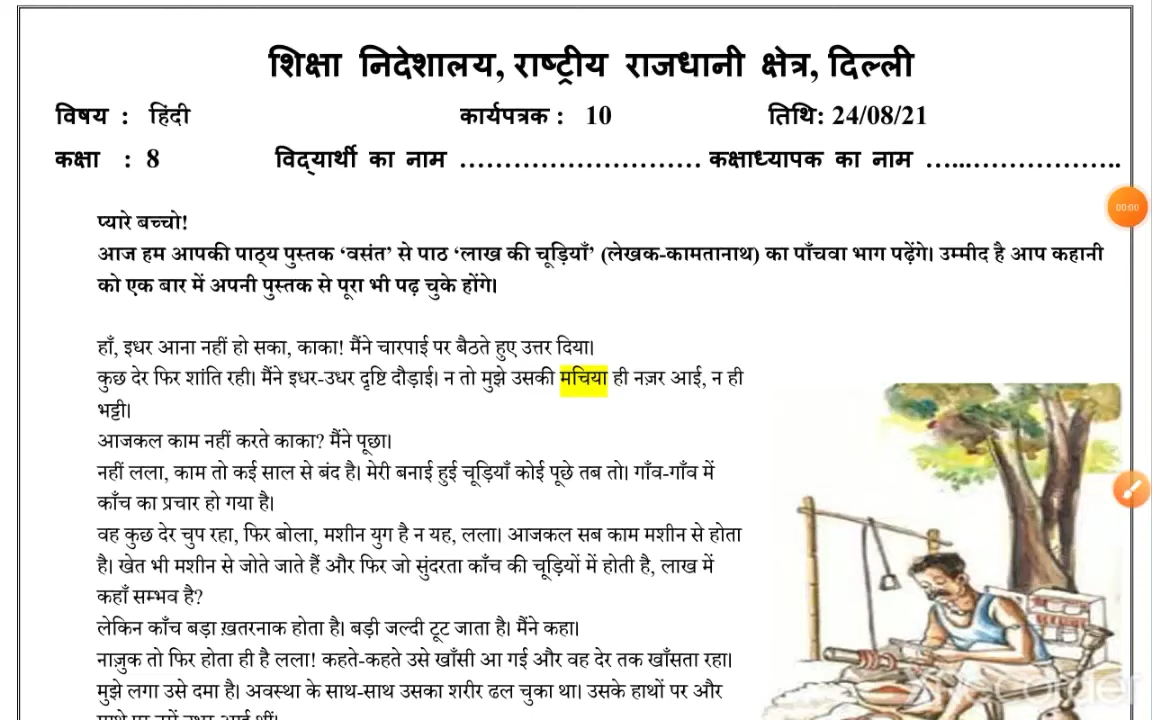 शिक्षा निदेशालय, राष्ट्रीय राजधानी क्षेत्र, दिल्ली
विषय : हिंदी कार्यपत्रक : 10 तिथि: 24/08/21
कक्षा : 8 विद्यार्थी का नाम ………………………… कक्षाध्यापक का नाम …...………………..
00:00
प्यारे बच्चो!
आज हम आपकी पाठ्य पुस्तक ‘वसंत’ से पाठ ‘लाख की चूड़ियाँ’ (लेखक-कामतानाथ) का पाँचवा भाग पढ़ेंगे। उम्मीद है आप कहानी
को एक बार में अपनी पुस्तक से पूरा भी पढ़ चुके होंगे।
हाँ, इधर आना नहीं हो सका, काका! मैंने चारपाई पर बैठते हुए उत्तर दिया।
कुछ देर फिर शांति रही। मैंने इधर-उधर दृष्टि दौड़ाई। न तो मुझे उसकी मचिया ही नज़र आई, न ही
भट्टी।
आजकल काम नहीं करते काका? मैंने पूछा।
नहीं लला, काम तो कई साल से बंद है। मेरी बनाई हुई चूड़ियाँ कोई पूछे तब तो। गाँव-गाँव में
काँच का प्रचार हो गया है।
वह कुछ देर चुप रहा, फिर बोला, मशीन युग है न यह, लला। आजकल सब काम मशीन से होता
है। खेत भी मशीन से जोते जाते हैं और फिर जो सुंदरता काँच की चूड़ियों में होती है, लाख में
कहाँ सम्भव है?
लेकिन काँच बड़ा ख़तरनाक होता है। बड़ी जल्दी टूट जाता है। मैंने कहा।
नाज़ुक तो फिर होता ही है लला! कहते-कहते उसे खाँसी आ गई और वह देर तक खाँसता रहा।
मुझे लगा उसे दमा है। अवस्था के साथ-साथ उसका शरीर ढल चुका था। उसके हाथों पर और